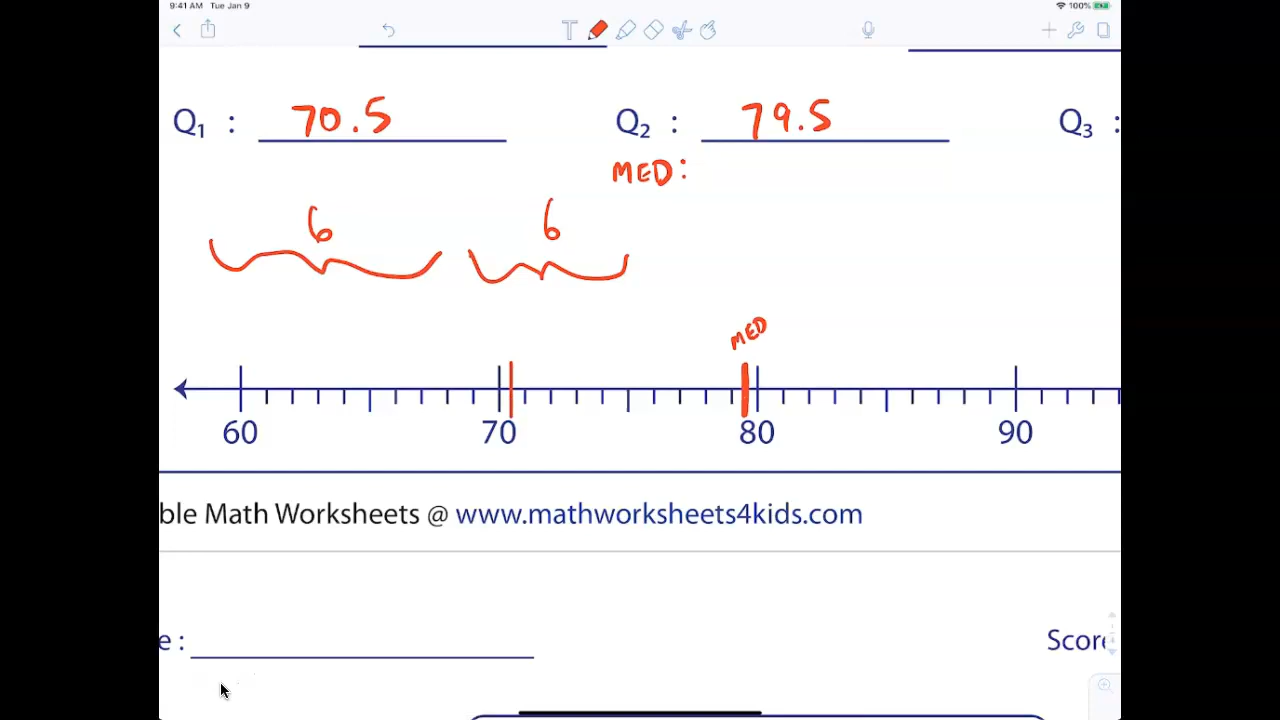 9:41 AM Tue Jan 9
100%
Q1 : 70.5 Q2 : 79.5 Q3 :
MED:
6 6
MED
60 70 80 90
ble Math Worksheets @ www.mathworksheets4kids.com
e : Score